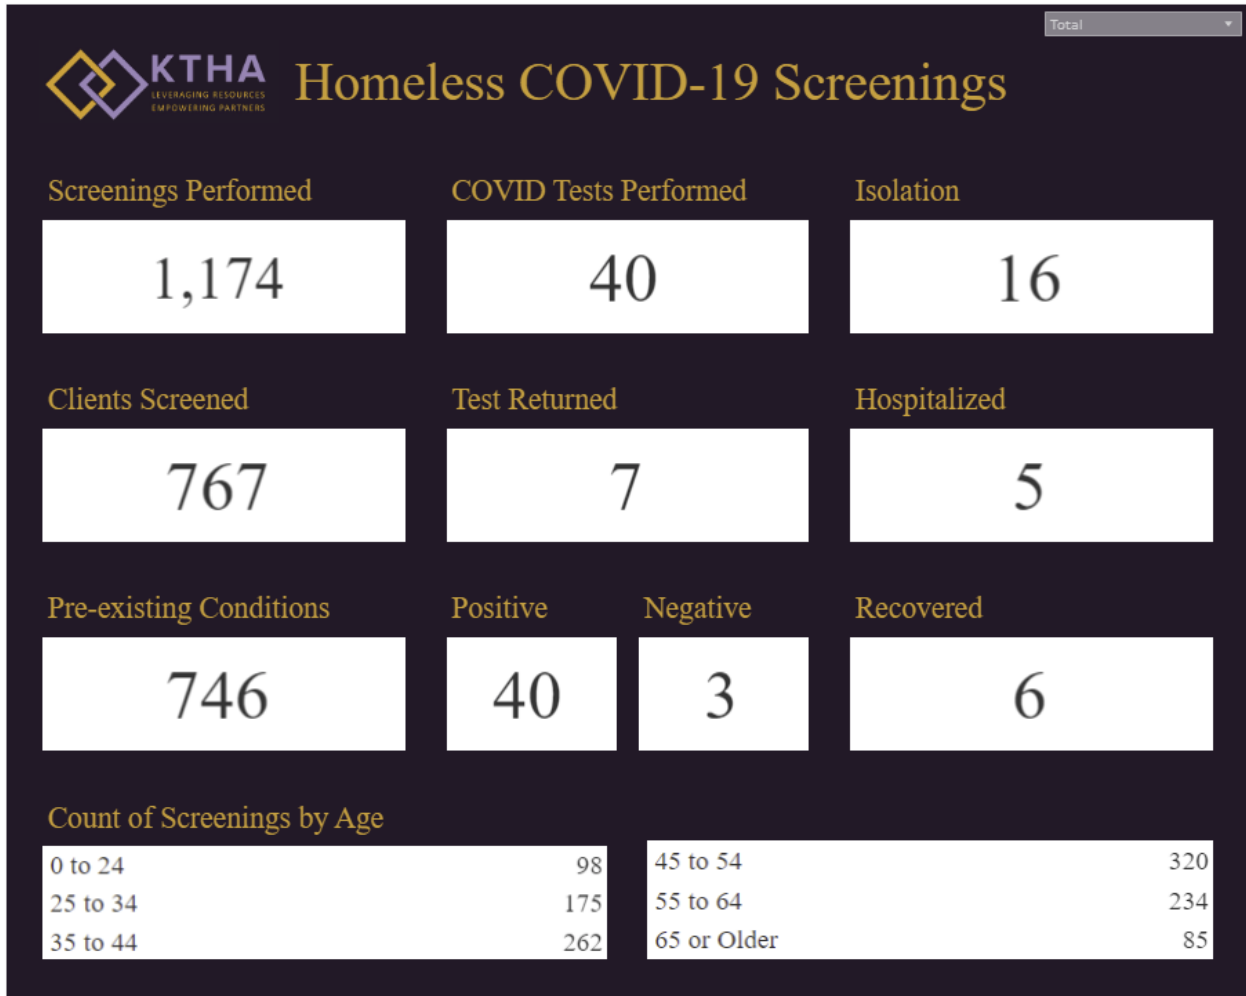 Total
KTHA
LEVERAGING RESOURCES
EMPOWERING PARTNERS
Homeless COVID-19 Screenings
Screenings Performed
COVID Tests Performed
Isolation
1,174
40
16
Clients Screened
Test Returned
Hospitalized
767
7
5
Pre-existing Conditions
Positive
Negative
Recovered
746
40
3
6
Count of Screenings by Age
0 to 24 98
25 to 34 175
35 to 44 262
45 to 54 320
55 to 64 234
65 or Older 85